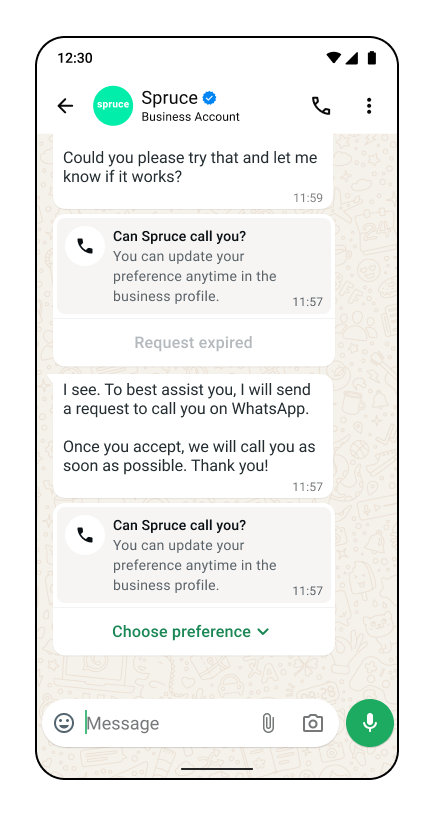 12:30
spruce
Spruce
Business Account
Could you please try that and let me
know if it works?
11:59
Can Spruce call you?
You can update your
preference anytime in the
business profile.
11:57
Request expired
I see. To best assist you, I will send
a request to call you on WhatsApp.
Once you accept, we will call you as
soon as possible. Thank you!
11:57
Can Spruce call you?
You can update your
preference anytime in the
business profile.
11:57
Choose preference
Message